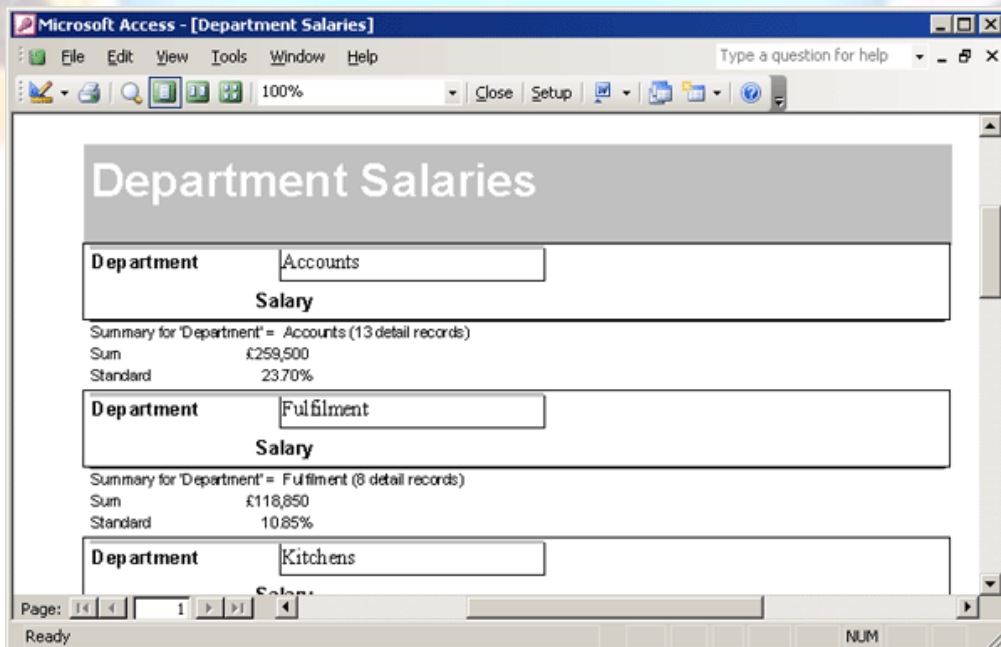 Microsoft Access - [Department Salaries]
File Edit View Tools Window Help Type a question for help
100% Close Setup
Department Salaries
Department Accounts
Salary
Summary for 'Department' = Accounts (13 detail records)
Sum £259,500
Standard 23.70%
Department Fulfilment
Salary
Summary for 'Department' = Fulfilment (8 detail records)
Sum £118,850
Standard 10.85%
Department Kitchens
Salary
Page: 1
Ready NUM